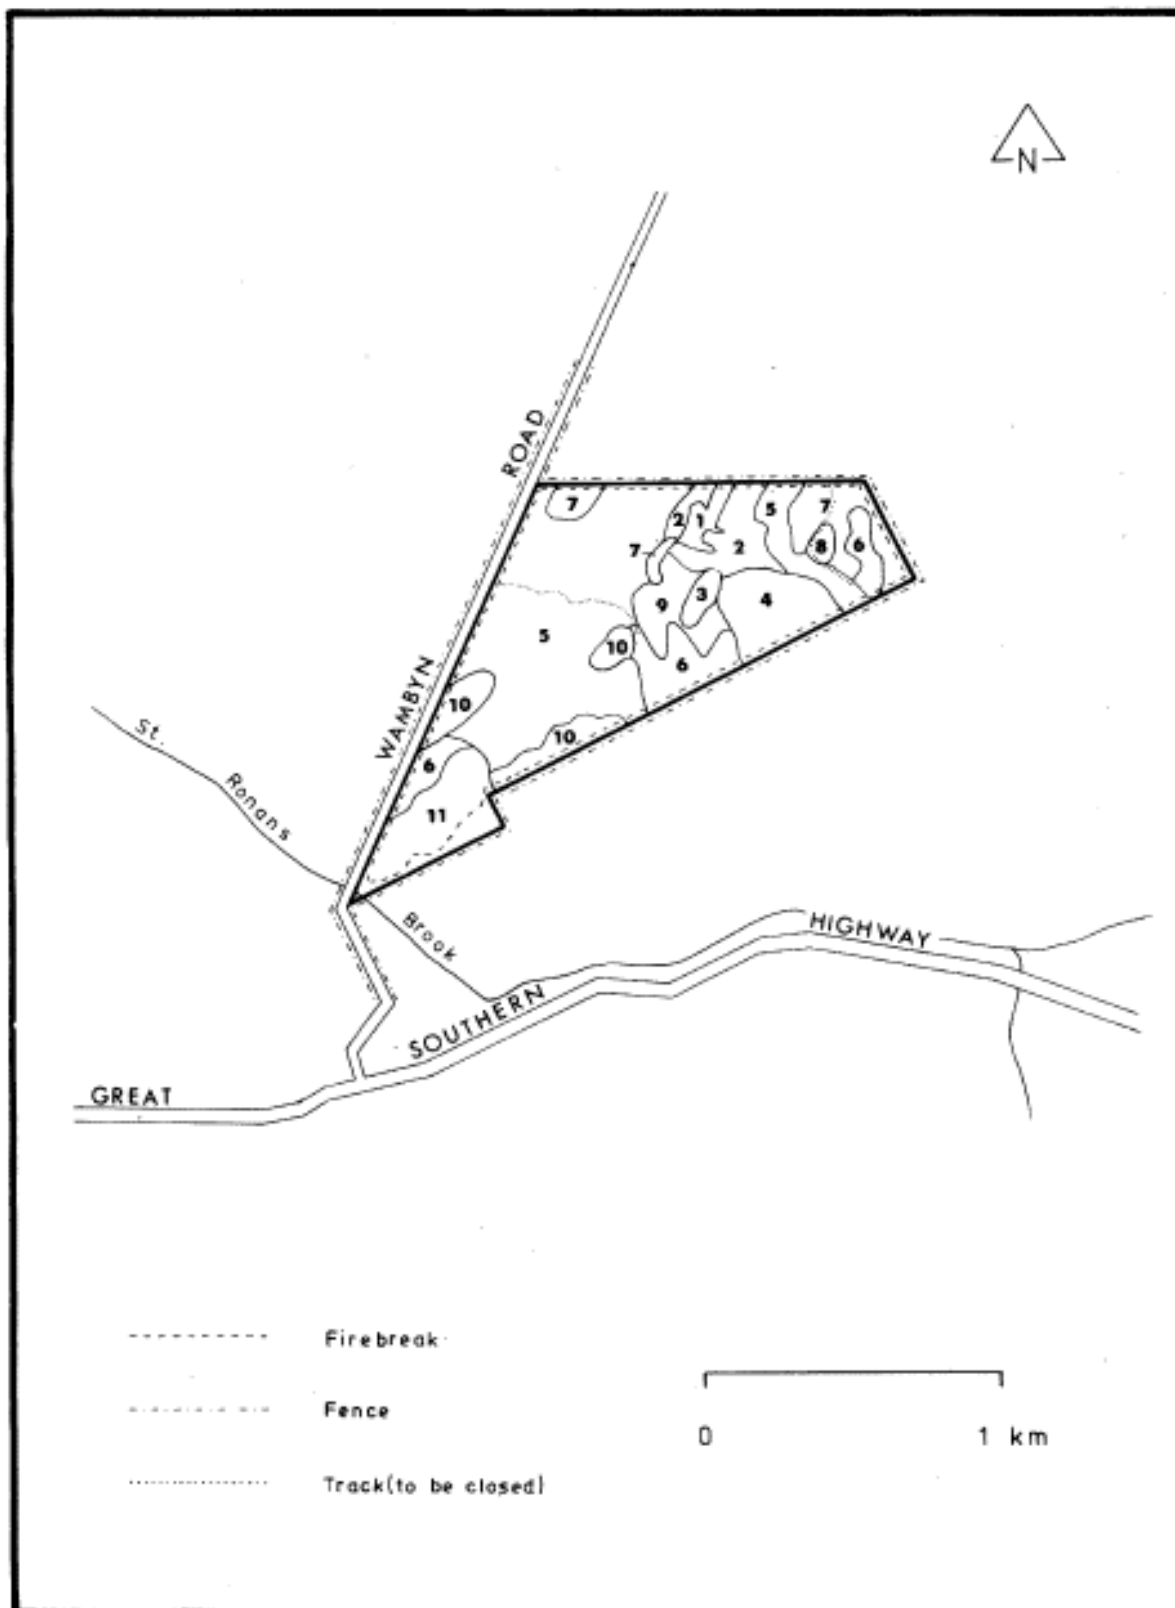 N
ROAD
7
2
1
5
7
7
2
8
6
9
3
4
5
10
6
WAMBYN
10
10
6
11
St.
Ronans
Brook
HIGHWAY
SOUTHERN
GREAT
Firebreak
Fence
Track(to be closed)
0
1 km